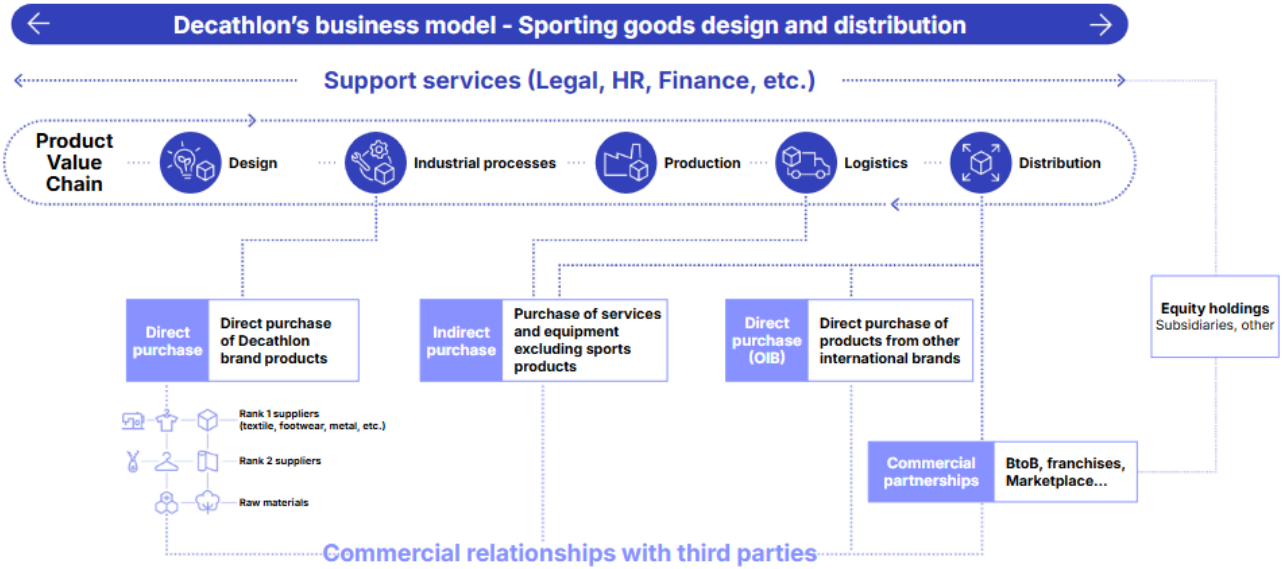 Decathlon's business model - Sporting goods design and distribution
Support services (Legal, HR, Finance, etc.)
Product
Value
Chain
Design
Industrial processes
Production
Logistics
Distribution
Direct
purchase
Direct purchase
of Decathlon
brand products
Indirect
purchase
Purchase of services
and equipment
excluding sports
products
Direct
purchase
(OIB)
Direct purchase of
products from other
international brands
Equity holdings
Subsidiaries, other
Rank 1 suppliers
(textile, footwear, metal, etc.)
Rank 2 suppliers
Raw materials
Commercial
partnerships
BtoB, franchises,
Marketplace...
Commercial relationships with third parties